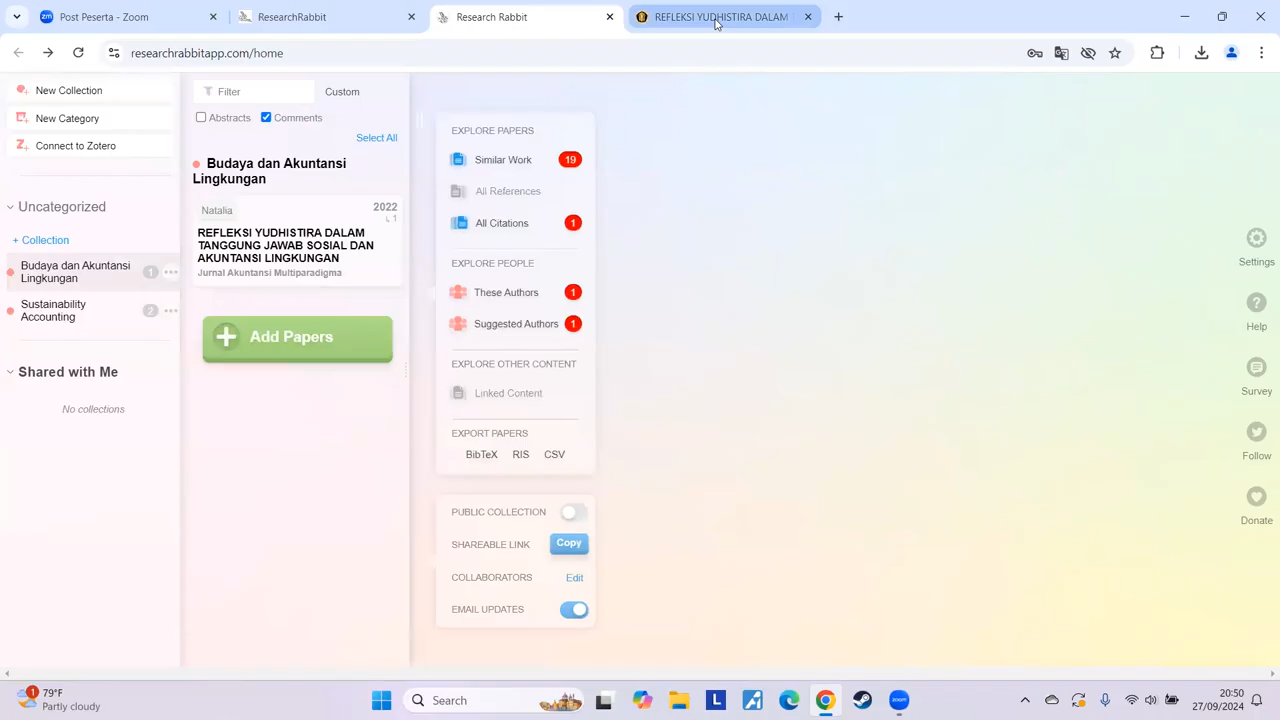 Post Peserta - Zoom
ResearchRabbit
Research Rabbit
REFLEKSI YUDHISTIRA DALAM
researchrabbitapp.com/home
New Collection
New Category
Connect to Zotero
Uncategorized
+ Collection
Budaya dan Akuntansi
Lingkungan
1
Sustainability
Accounting
2
Shared with Me
No collections
Filter
Custom
Abstracts
Comments
Select All
Budaya dan Akuntansi
Lingkungan
Natalia
2022
1
REFLEKSI YUDHISTIRA DALAM
TANGGUNG JAWAB SOSIAL DAN
AKUNTANSI LINGKUNGAN
Jurnal Akuntansi Multiparadigma
Add Papers
EXPLORE PAPERS
Similar Work 19
All References
All Citations 1
EXPLORE PEOPLE
These Authors 1
Suggested Authors 1
EXPLORE OTHER CONTENT
Linked Content
EXPORT PAPERS
BibTeX RIS CSV
PUBLIC COLLECTION
SHAREABLE LINK Copy
COLLABORATORS Edit
EMAIL UPDATES
Settings
Help
Survey
Follow
Donate
1
79°F
Partly cloudy
Search
20:50
27/09/2024